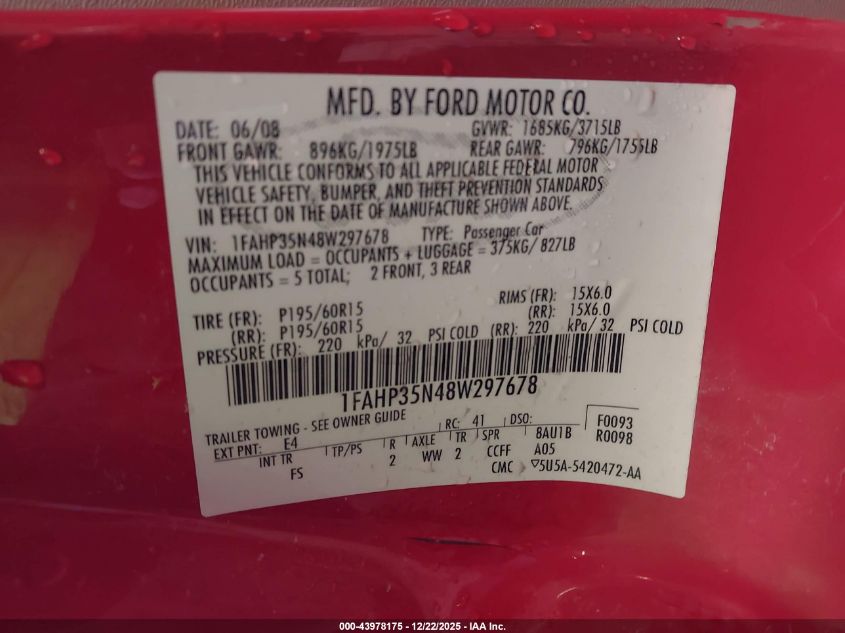 MFD. BY FORD MOTOR CO.
DATE: 06/08 GVWR: 1685KG/3715LB
FRONT GAWR: 896KG/1975LB REAR GAWR: 796KG/1755LB
THIS VEHICLE CONFORMS TO ALL APPLICABLE FEDERAL MOTOR
VEHICLE SAFETY, BUMPER, AND THEFT PREVENTION STANDARDS
IN EFFECT ON THE DATE OF MANUFACTURE SHOWN ABOVE.
VIN: 1FAHP35N48W297678 TYPE: Passenger Car
MAXIMUM LOAD = OCCUPANTS + LUGGAGE = 375KG/ 827LB
OCCUPANTS = 5 TOTAL; 2 FRONT, 3 REAR
TIRE (FR): P195/60R15 RIMS (FR): 15X6.0
(RR): P195/60R15 (RR): 15X6.0
PRESSURE (FR): 220 kPa/ 32 PSI COLD (RR): 220 kPa/ 32 PSI COLD
1FAHP35N48W297678
TRAILER TOWING - SEE OWNER GUIDE
EXT PNT: E4 RC: 41 DSO: F0093
INT TR TP/PS R AXLE TR SPR 8AU1B R0098
FS 2 WW 2 CCFF A05
CMC ▽5U5A-5420472-AA
000-43978175 - 12/22/2025 - IAA Inc.